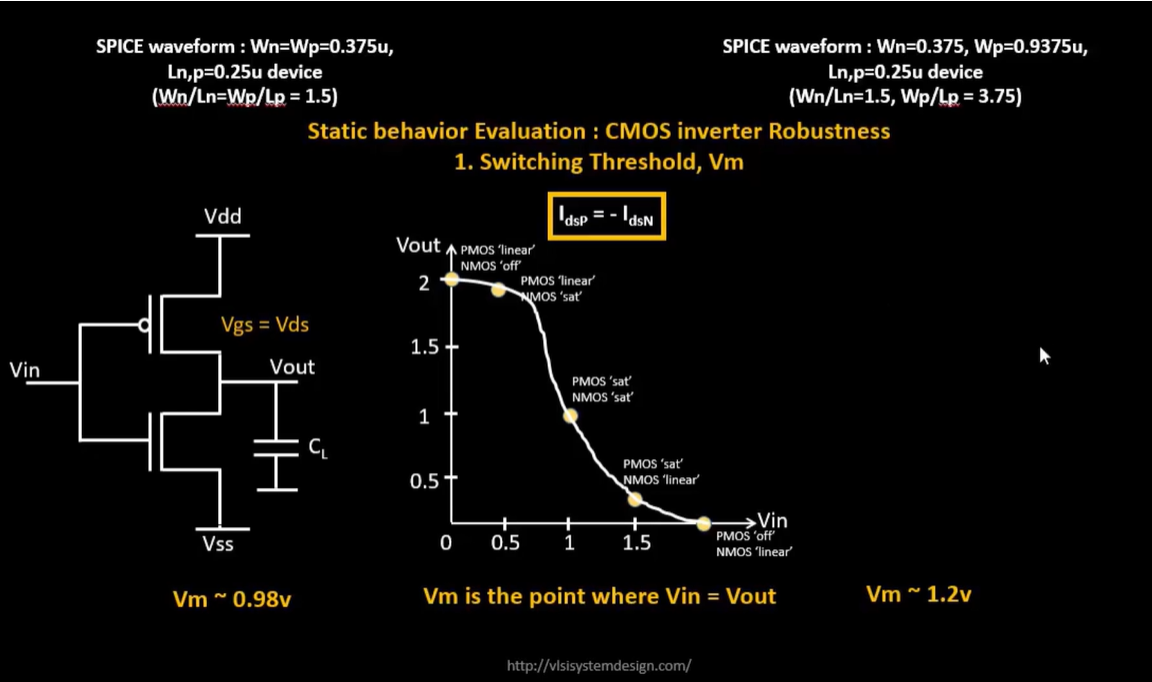 SPICE waveform : Wn=Wp=0.375u,
Ln,p=0.25u device
(Wn/Ln=Wp/Lp = 1.5)
SPICE waveform : Wn=0.375, Wp=0.9375u,
Ln,p=0.25u device
(Wn/Ln=1.5, Wp/Lp = 3.75)
Static behavior Evaluation : CMOS inverter Robustness
1. Switching Threshold, Vm
IdsP = - IdsN
Vdd
Vgs = Vds
Vin
Vout
CL
Vss
Vout
PMOS 'linear'
NMOS 'off'
2
PMOS 'linear'
NMOS 'sat'
1.5
PMOS 'sat'
NMOS 'sat'
1
PMOS 'sat'
NMOS 'linear'
0.5
Vin
PMOS 'off'
NMOS 'linear'
0 0.5 1 1.5
Vm ~ 0.98v
Vm is the point where Vin = Vout
Vm ~ 1.2v
http://vlsisystemdesign.com/